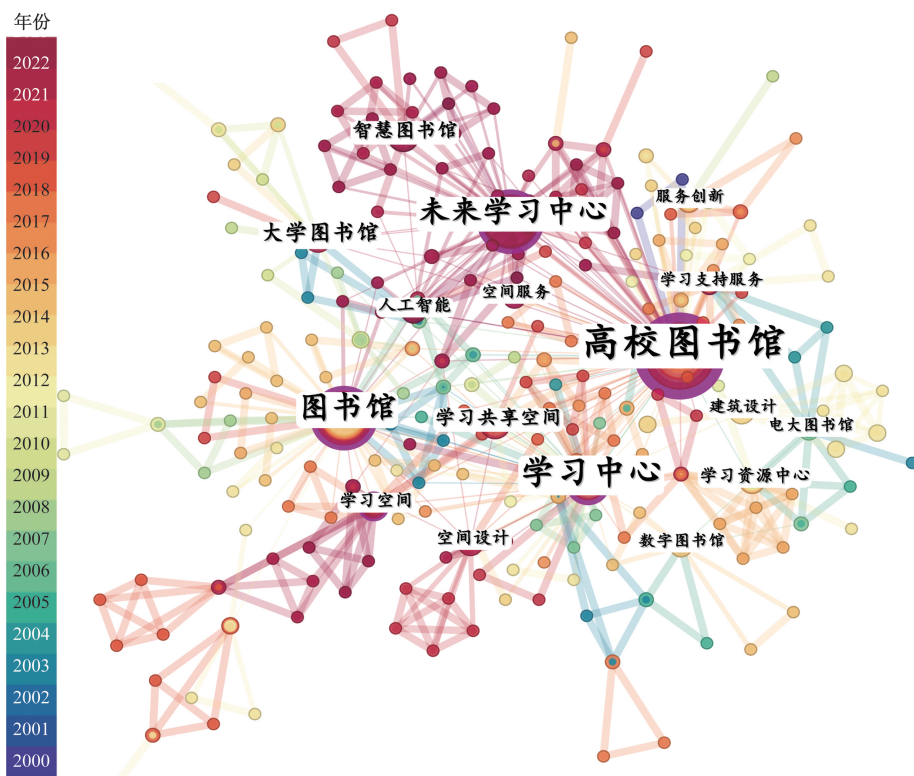 年份
2022
2021
2020
2019
2018
2017
2016
2015
2014
2013
2012
2011
2010
2009
2008
2007
2006
2005
2004
2003
2002
2001
2000
智慧图书馆
服务创新
未来学习中心
大学图书馆
学习支持服务
空间服务
人工智能
高校图书馆
图书馆
建筑设计
学习共享空间
电大图书馆
学习中心
学习资源中心
学习空间
空间设计
数字图书馆